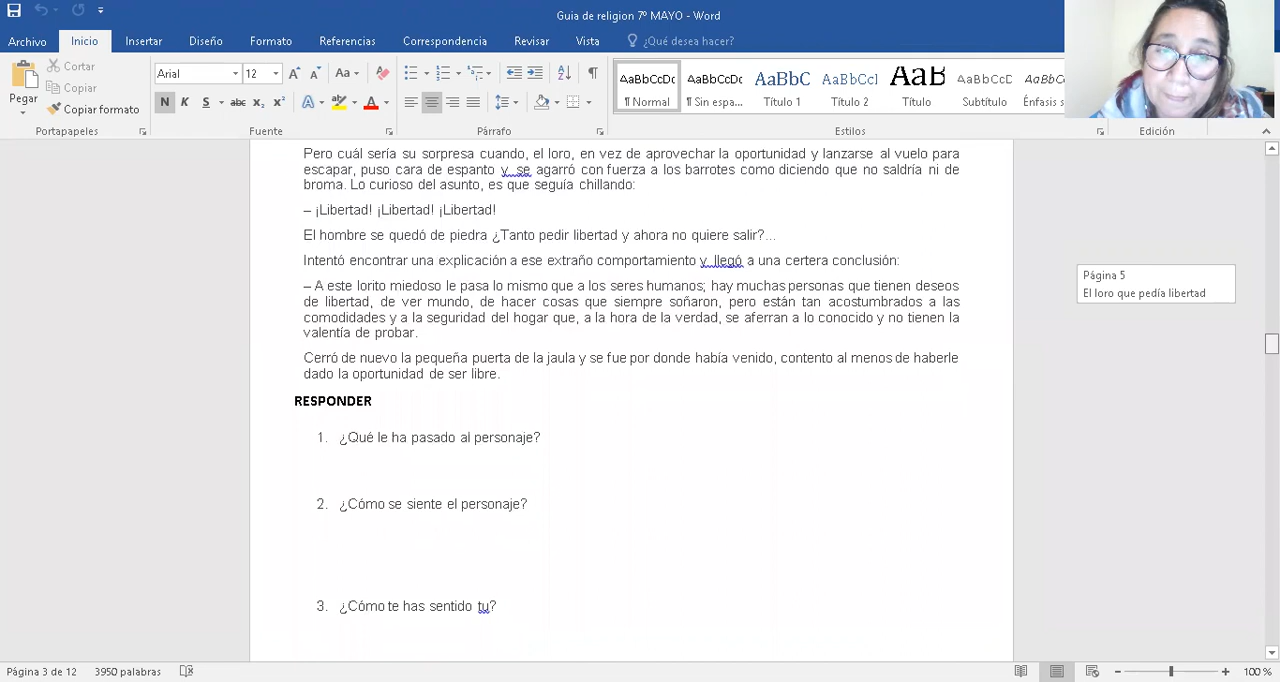 Guia de religion 7º MAYO - Word
Archivo Inicio Insertar Diseño Formato Referencias Correspondencia Revisar Vista ¿Qué desea hacer?
Pegar
Cortar
Copiar
Copiar formato
Portapapeles
Arial 12
Aa
N K S abc x₂ x²
A
A
Fuente
Párrafo
AaBbCcDc
¶ Normal
AaBbCcDc
¶ Sin espa...
AaBbC
Título 1
AaBbCcI
Título 2
AaB
Título
AaBbCcD
Subtítulo
AaBbCc
Énfasis s
Estilos
Edición
Pero cuál sería su sorpresa cuando, el loro, en vez de aprovechar la oportunidad y lanzarse al vuelo para
escapar, puso cara de espanto y se agarró con fuerza a los barrotes como diciendo que no saldría ni de
broma. Lo curioso del asunto, es que seguía chillando:
– ¡Libertad! ¡Libertad! ¡Libertad!
El hombre se quedó de piedra ¿Tanto pedir libertad y ahora no quiere salir?...
Intentó encontrar una explicación a ese extraño comportamiento y llegó a una certera conclusión:
– A este lorito miedoso le pasa lo mismo que a los seres humanos; hay muchas personas que tienen deseos
de libertad, de ver mundo, de hacer cosas que siempre soñaron, pero están tan acostumbrados a las
comodidades y a la seguridad del hogar que, a la hora de la verdad, se aferran a lo conocido y no tienen la
valentía de probar.
Cerró de nuevo la pequeña puerta de la jaula y se fue por donde había venido, contento al menos de haberle
dado la oportunidad de ser libre.
RESPONDER
1. ¿Qué le ha pasado al personaje?
2. ¿Cómo se siente el personaje?
3. ¿Cómo te has sentido tu?
Página 5
El loro que pedía libertad
Página 3 de 12 3950 palabras
100 %